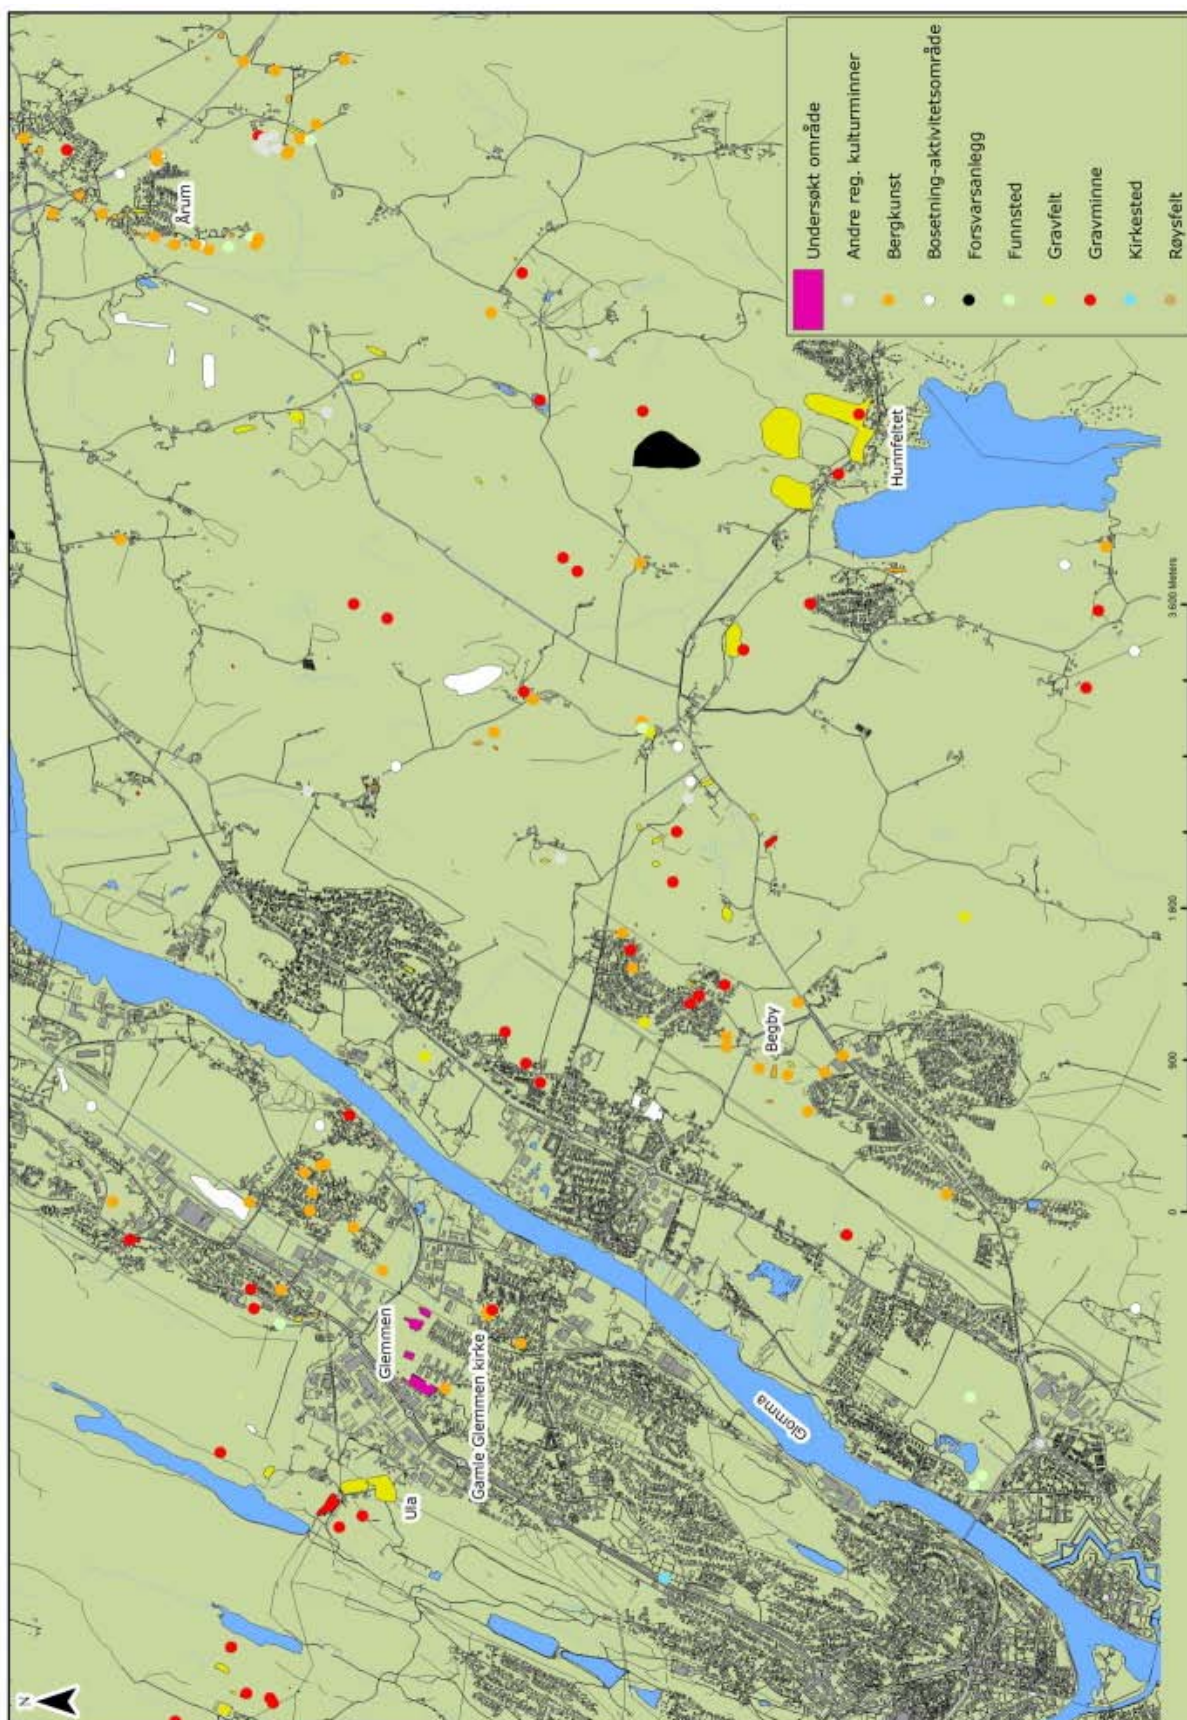 N
Årum
Undersøkt område
Andre reg. kulturminner
Bergkunst
Bosetning-aktivitetsområde
Forsvarsanlegg
Funnsted
Gravfelt
Gravminne
Kirkested
Røysfelt
Hunnfeltet
Begby
Glemmen
Gamle Glemmen kirke
Ula
Glomma
0
900
1 800
3 600 Meters